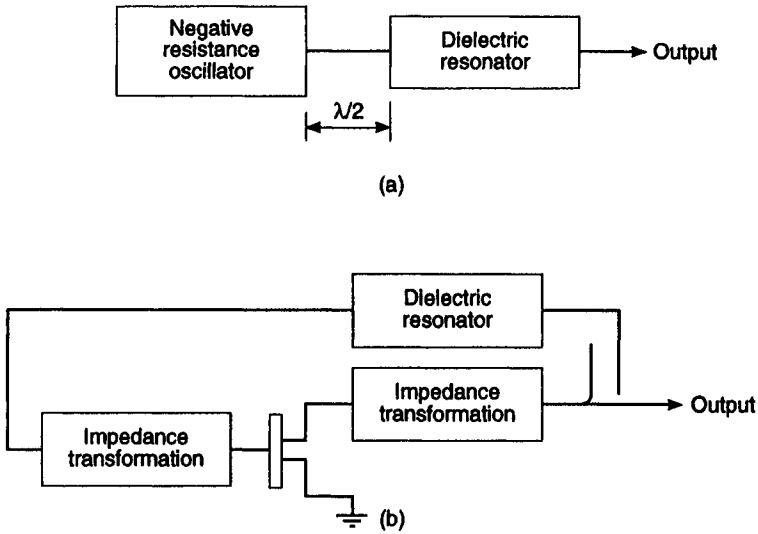 Negative
resistance
oscillator
Dielectric
resonator
Output
λ/2
(a)
Dielectric
resonator
Impedance
transformation
Output
Impedance
transformation
(b)